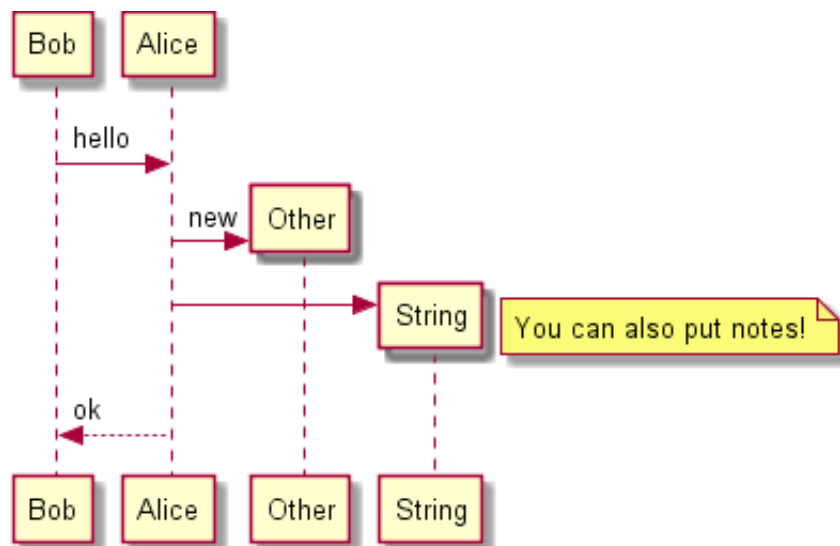 Bob Alice
hello
new Other
String You can also put notes!
ok
Bob Alice Other String